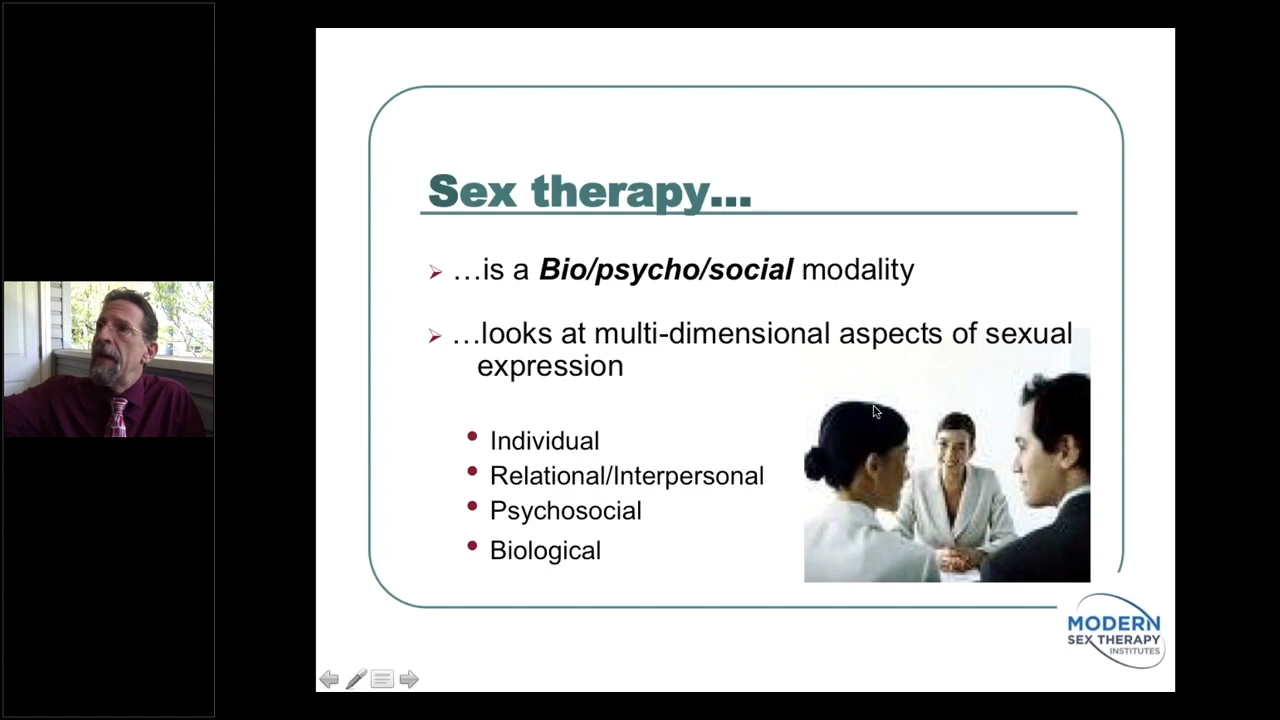 Sex therapy...
…is a Bio/psycho/social modality
…looks at multi-dimensional aspects of sexual
expression
Individual
Relational/Interpersonal
Psychosocial
Biological
MODERN
SEX THERAPY
INSTITUTES